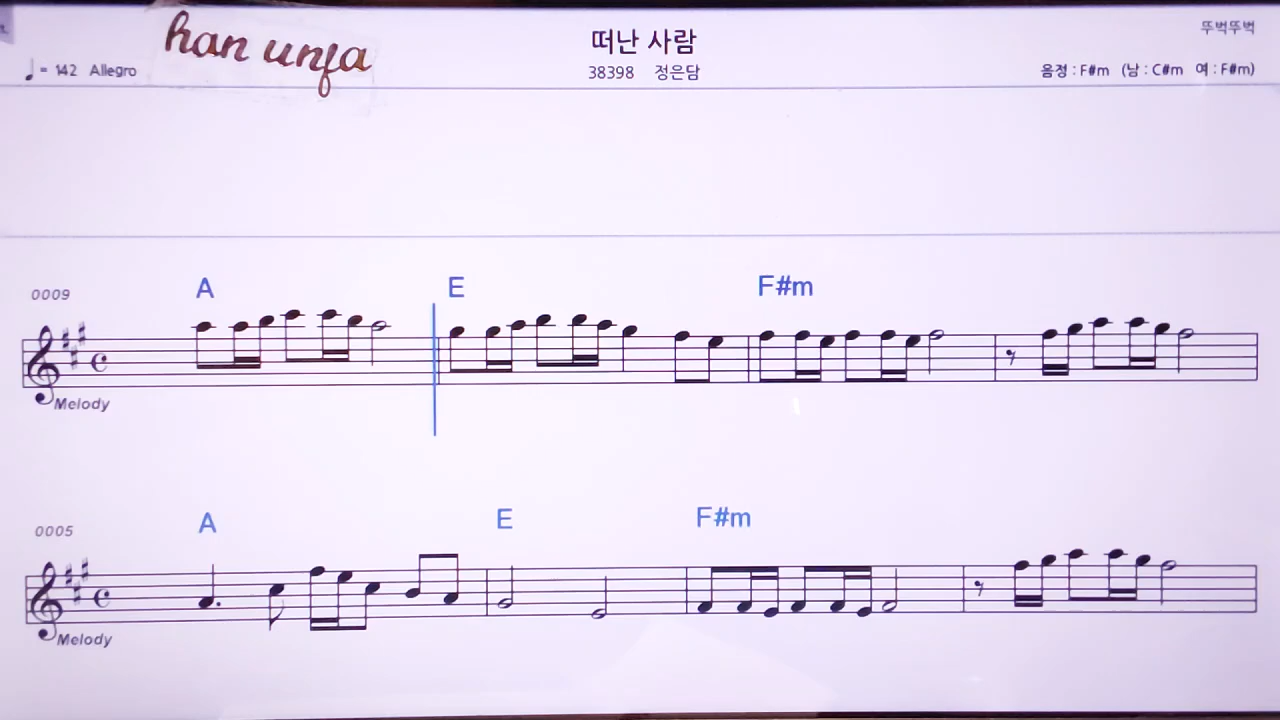 han unja
떠난 사람
뚜벅뚜벅
♩= 142 Allegro
38398 정은담
음정 : F#m (남 : C#m 여 : F#m)
0009
A E F#m
Melody
0005
A E F#m
Melody